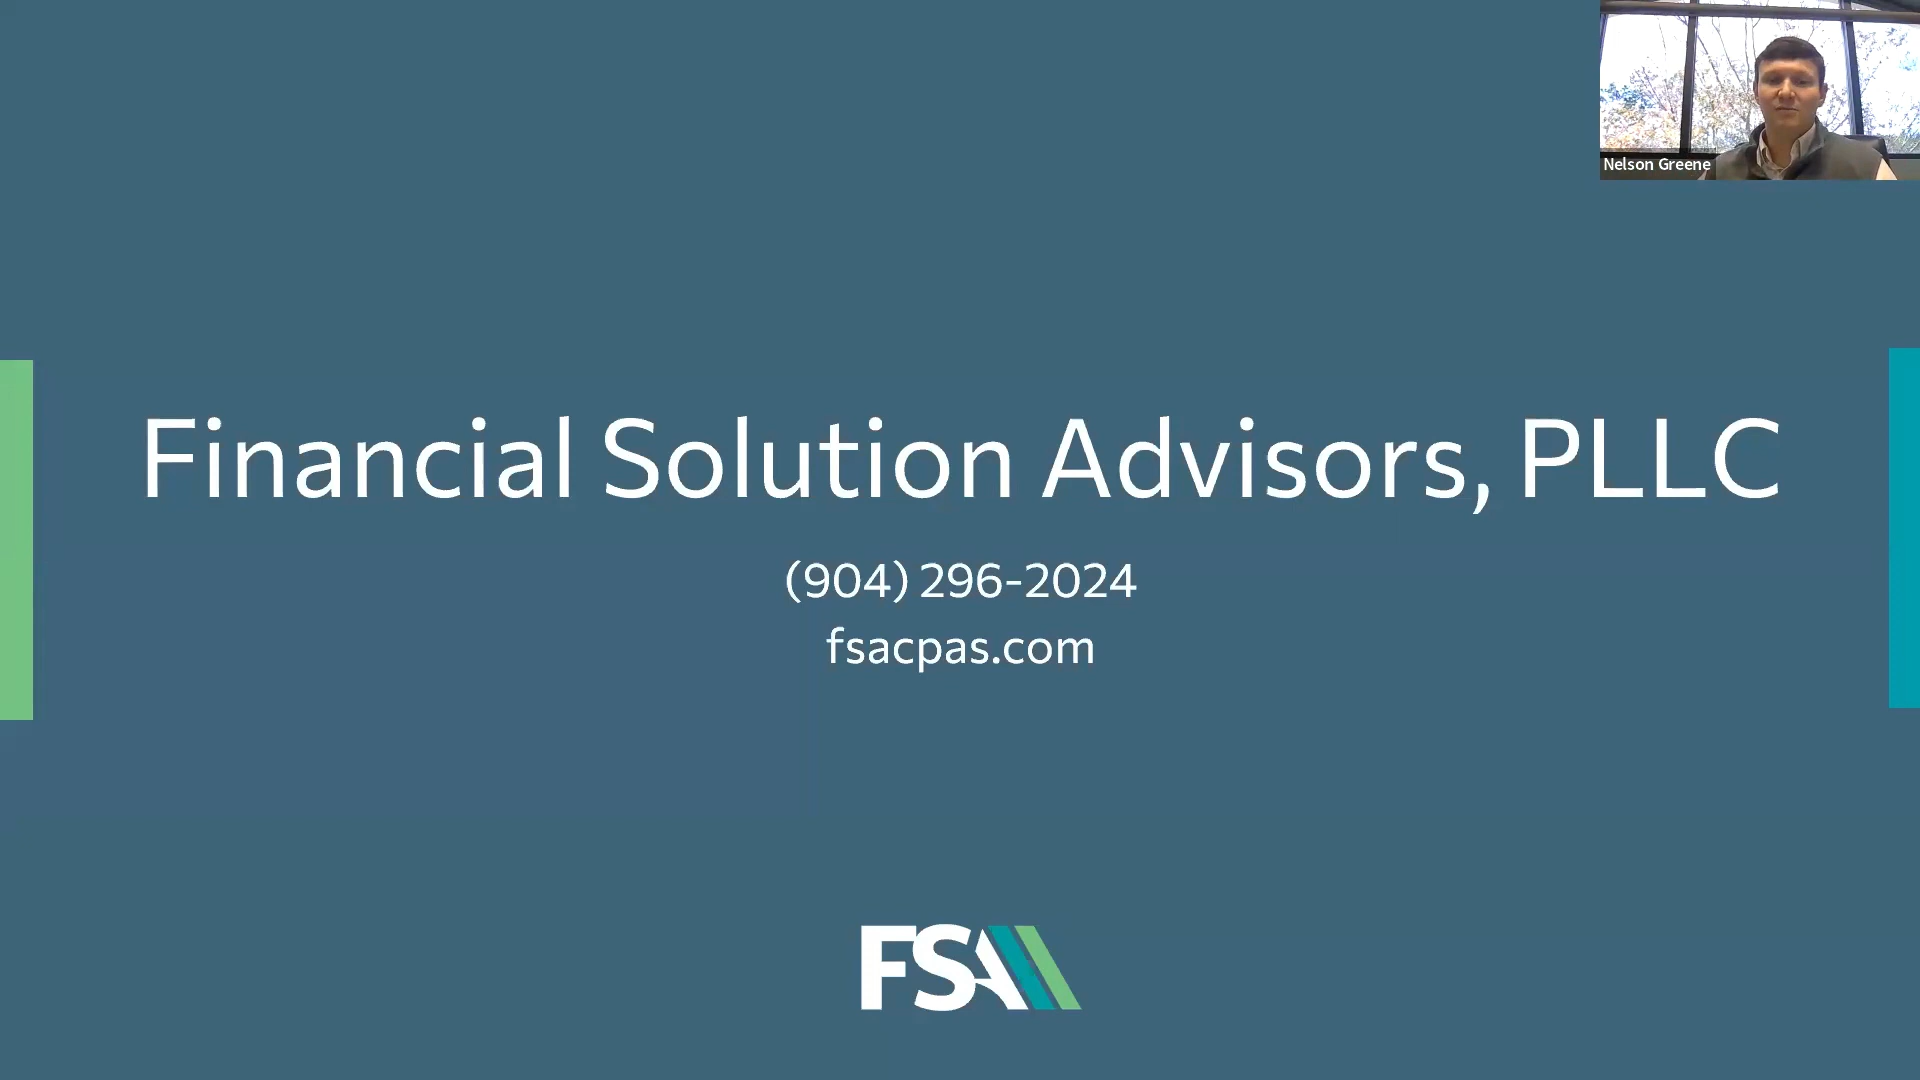 Nelson Greene
Financial Solution Advisors, PLLC
(904) 296-2024
fsacpas.com
FSA